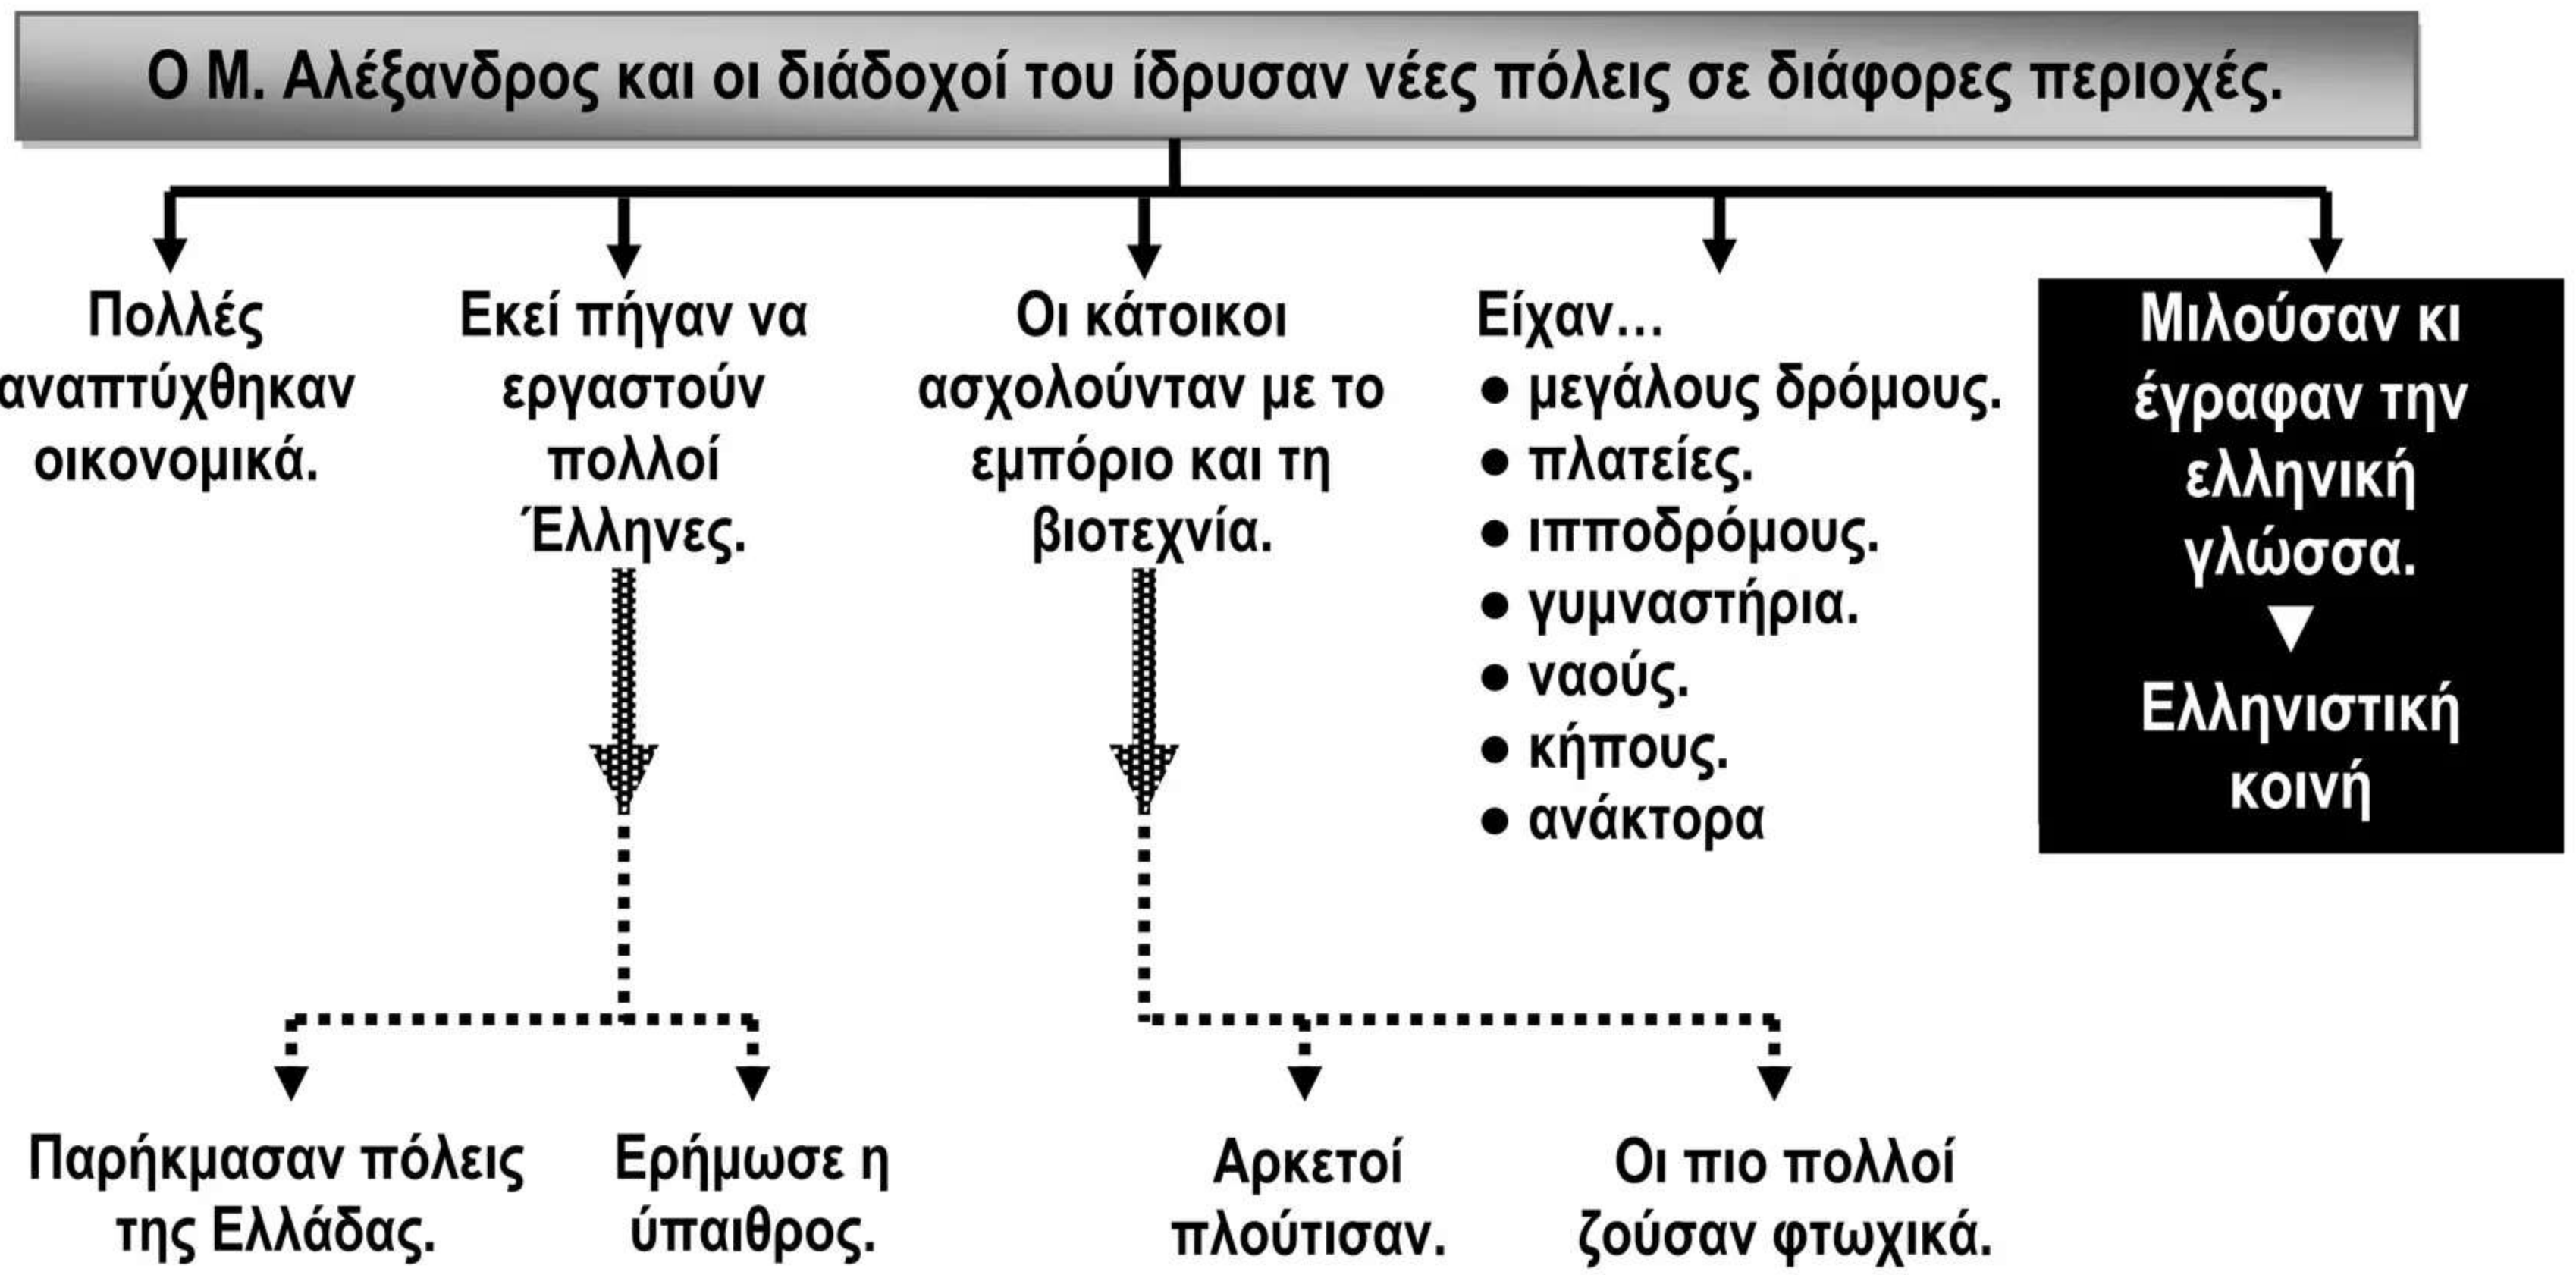 Ο Μ. Αλέξανδρος και οι διάδοχοί του ίδρυσαν νέες πόλεις σε διάφορες περιοχές.
Πολλές
αναπτύχθηκαν
οικονομικά.
Εκεί πήγαν να
εργαστούν
πολλοί
Έλληνες.
Οι κάτοικοι
ασχολούνταν με το
εμπόριο και τη
βιοτεχνία.
Είχαν...
● μεγάλους δρόμους.
● πλατείες.
● ιπποδρόμους.
● γυμναστήρια.
● ναούς.
● κήπους.
● ανάκτορα
Μιλούσαν κι
έγραφαν την
ελληνική
γλώσσα.
Ελληνιστική
κοινή
Παρήκμασαν πόλεις
της Ελλάδας.
Ερήμωσε η
ύπαιθρος.
Αρκετοί
πλούτισαν.
Οι πιο πολλοί
ζούσαν φτωχικά.